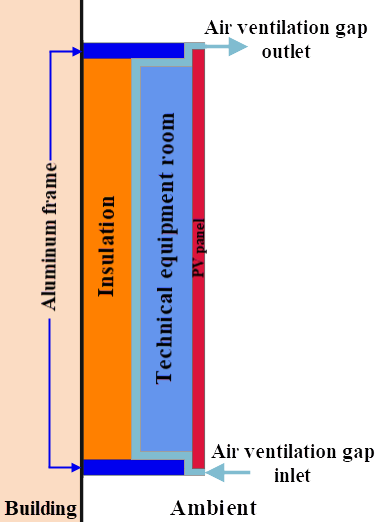 Air ventilation gap
outlet
Aluminum frame
Insulation
Technical equipment room
PV panel
Air ventilation gap
inlet
Building
Ambient